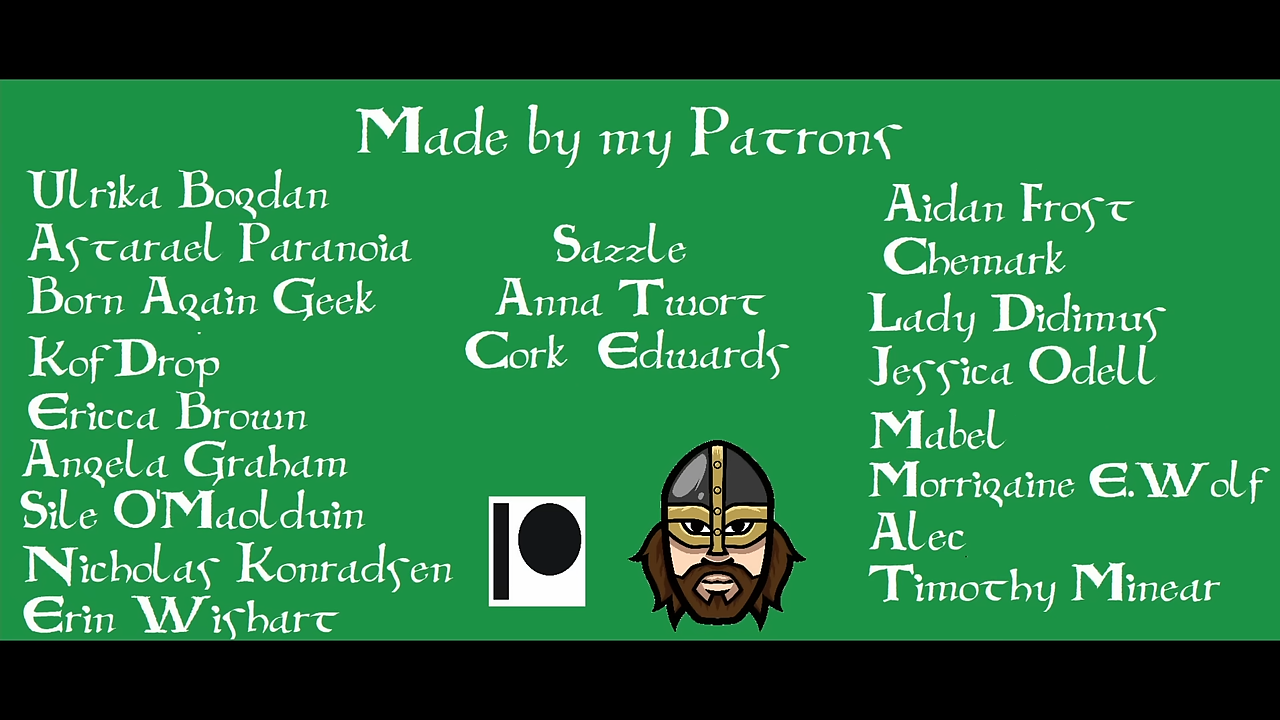 Made by my Patrons
Ulrika Bogdan
Astarael Paranoia
Born Again Geek
Kof Drop
Ericca Brown
Angela Graham
Sile O'Maolduin
Nicholas Konradsen
Erin Wishart
Sazzle
Anna Twort
Cork Edwards
Aidan Frost
Chemark
Lady Didimus
Jessica Odell
Mabel
Morrigaine E.Wolf
Alec
Timothy Minear